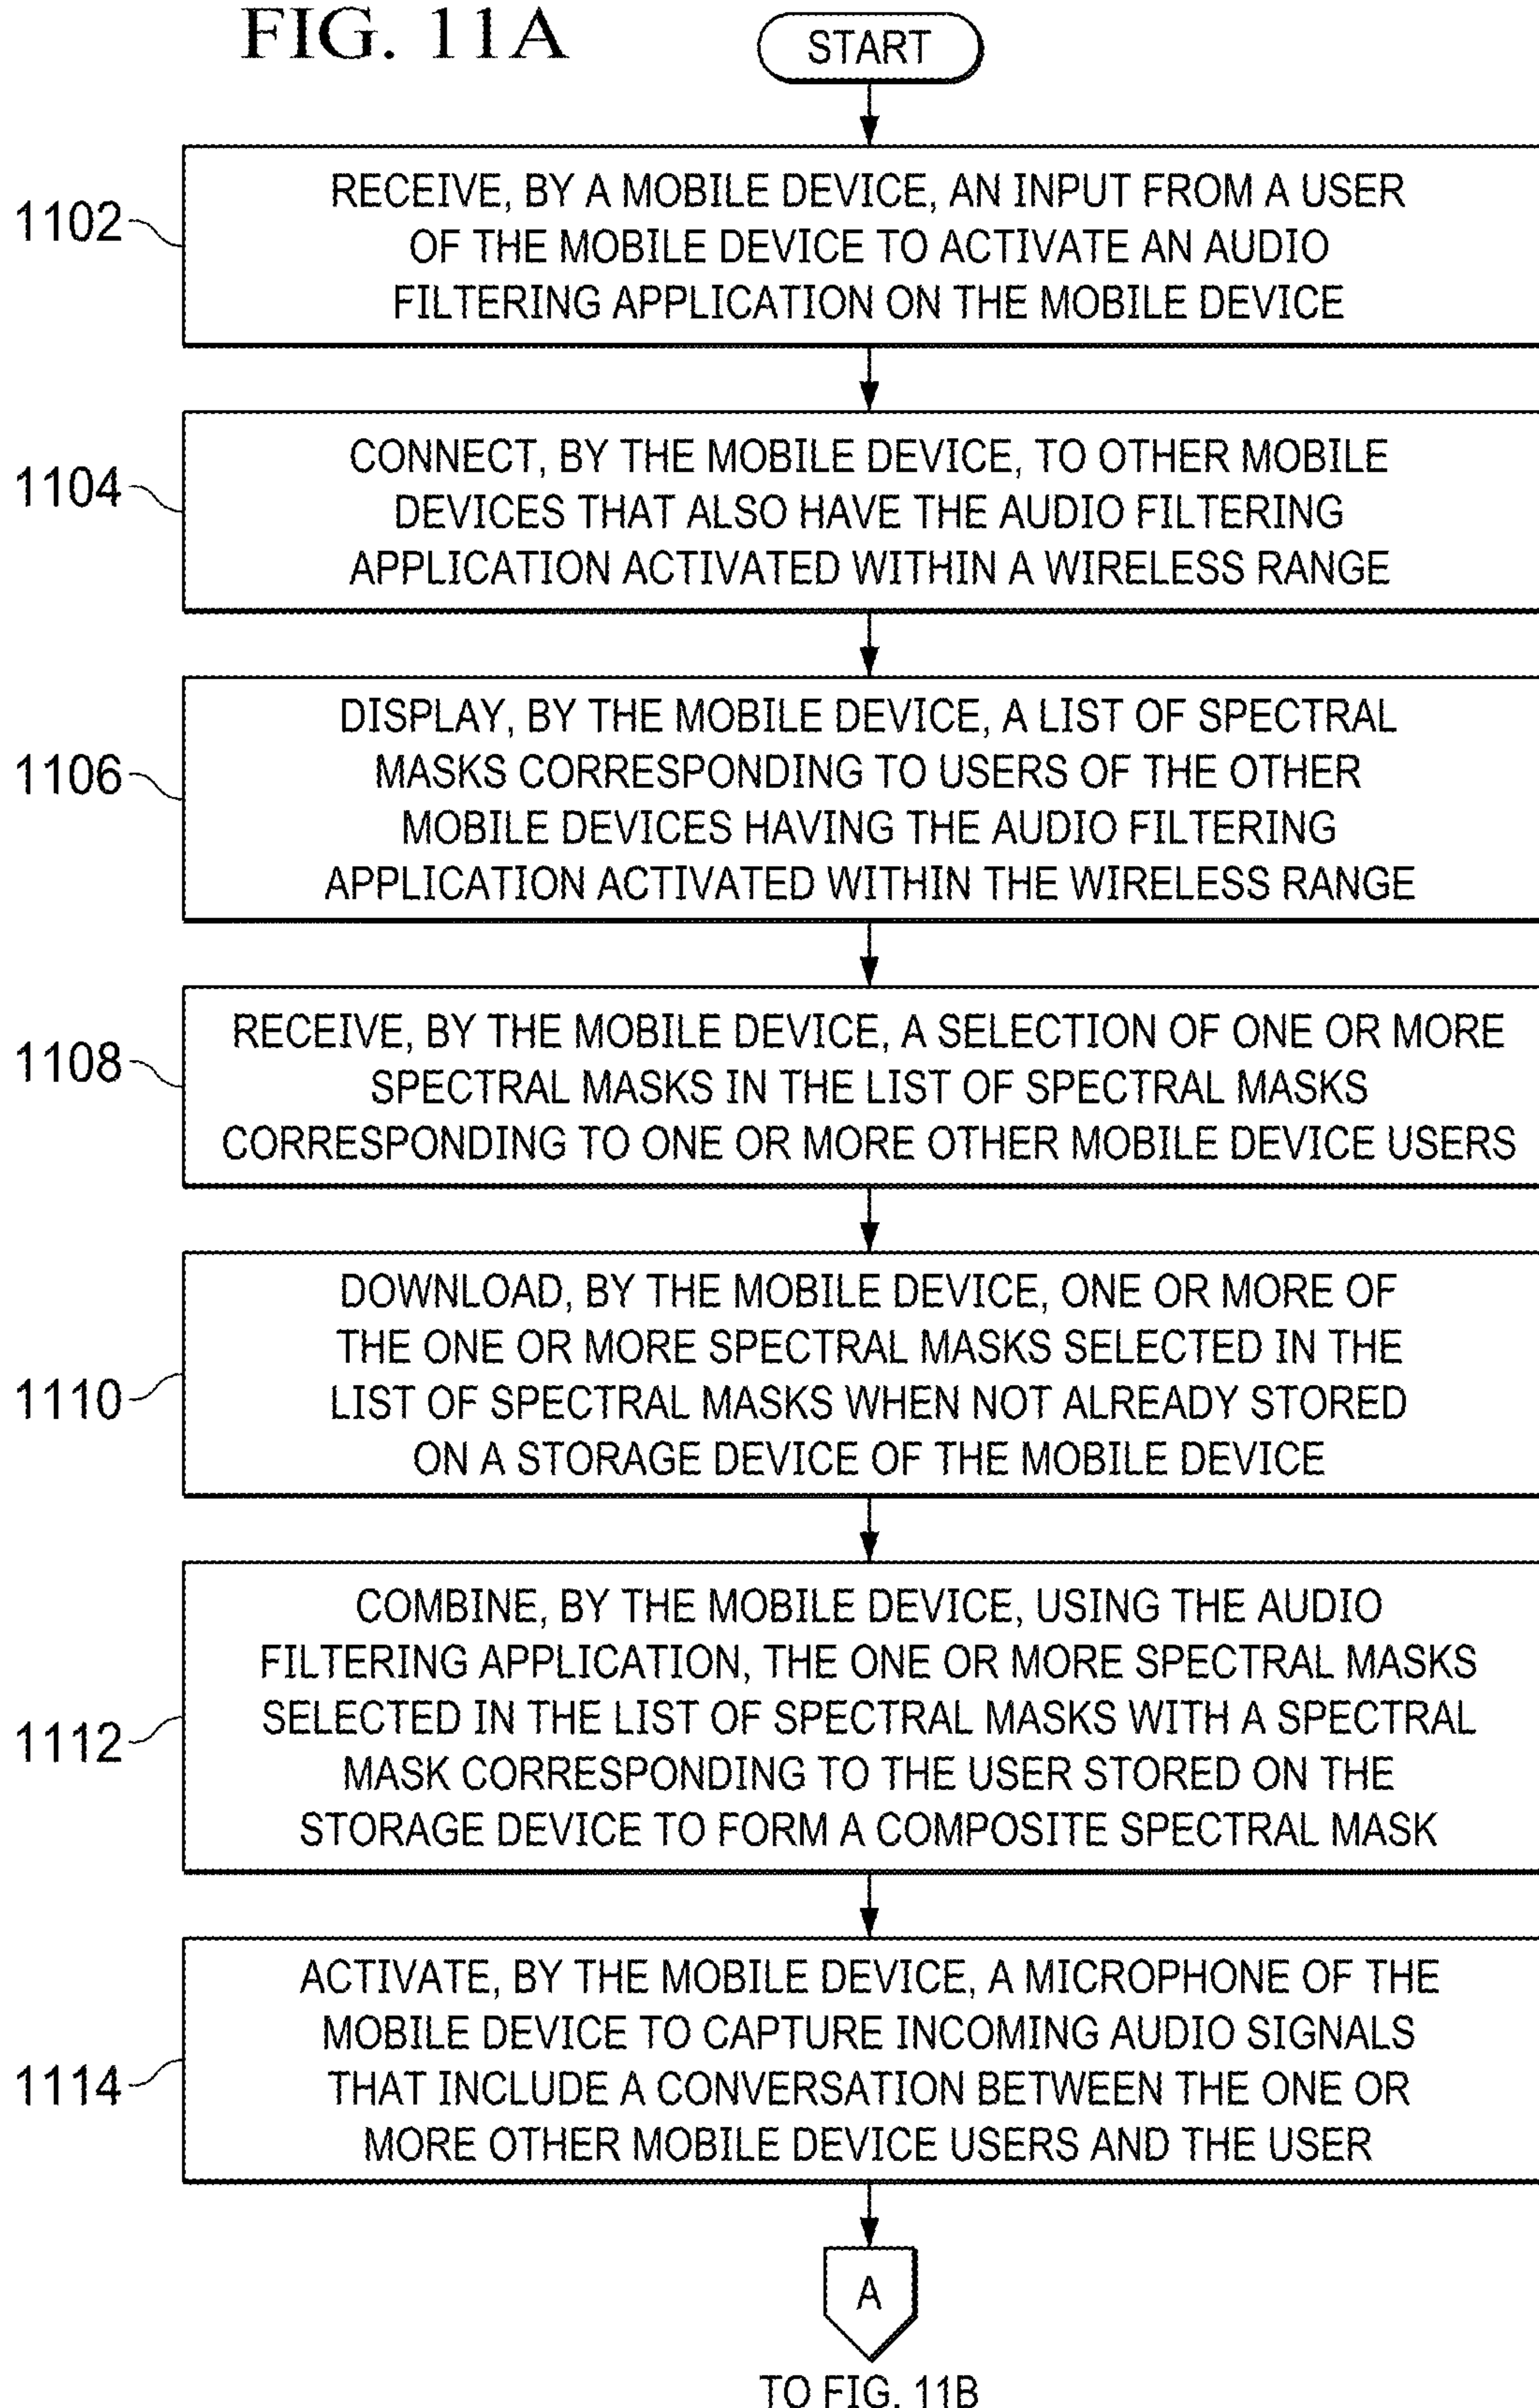 FIG. 11A
START
1102
RECEIVE, BY A MOBILE DEVICE, AN INPUT FROM A USER
OF THE MOBILE DEVICE TO ACTIVATE AN AUDIO
FILTERING APPLICATION ON THE MOBILE DEVICE
1104
CONNECT, BY THE MOBILE DEVICE, TO OTHER MOBILE
DEVICES THAT ALSO HAVE THE AUDIO FILTERING
APPLICATION ACTIVATED WITHIN A WIRELESS RANGE
1106
DISPLAY, BY THE MOBILE DEVICE, A LIST OF SPECTRAL
MASKS CORRESPONDING TO USERS OF THE OTHER
MOBILE DEVICES HAVING THE AUDIO FILTERING
APPLICATION ACTIVATED WITHIN THE WIRELESS RANGE
1108
RECEIVE, BY THE MOBILE DEVICE, A SELECTION OF ONE OR MORE
SPECTRAL MASKS IN THE LIST OF SPECTRAL MASKS
CORRESPONDING TO ONE OR MORE OTHER MOBILE DEVICE USERS
1110
DOWNLOAD, BY THE MOBILE DEVICE, ONE OR MORE OF
THE ONE OR MORE SPECTRAL MASKS SELECTED IN THE
LIST OF SPECTRAL MASKS WHEN NOT ALREADY STORED
ON A STORAGE DEVICE OF THE MOBILE DEVICE
1112
COMBINE, BY THE MOBILE DEVICE, USING THE AUDIO
FILTERING APPLICATION, THE ONE OR MORE SPECTRAL MASKS
SELECTED IN THE LIST OF SPECTRAL MASKS WITH A SPECTRAL
MASK CORRESPONDING TO THE USER STORED ON THE
STORAGE DEVICE TO FORM A COMPOSITE SPECTRAL MASK
1114
ACTIVATE, BY THE MOBILE DEVICE, A MICROPHONE OF THE
MOBILE DEVICE TO CAPTURE INCOMING AUDIO SIGNALS
THAT INCLUDE A CONVERSATION BETWEEN THE ONE OR
MORE OTHER MOBILE DEVICE USERS AND THE USER
A
TO FIG. 11B